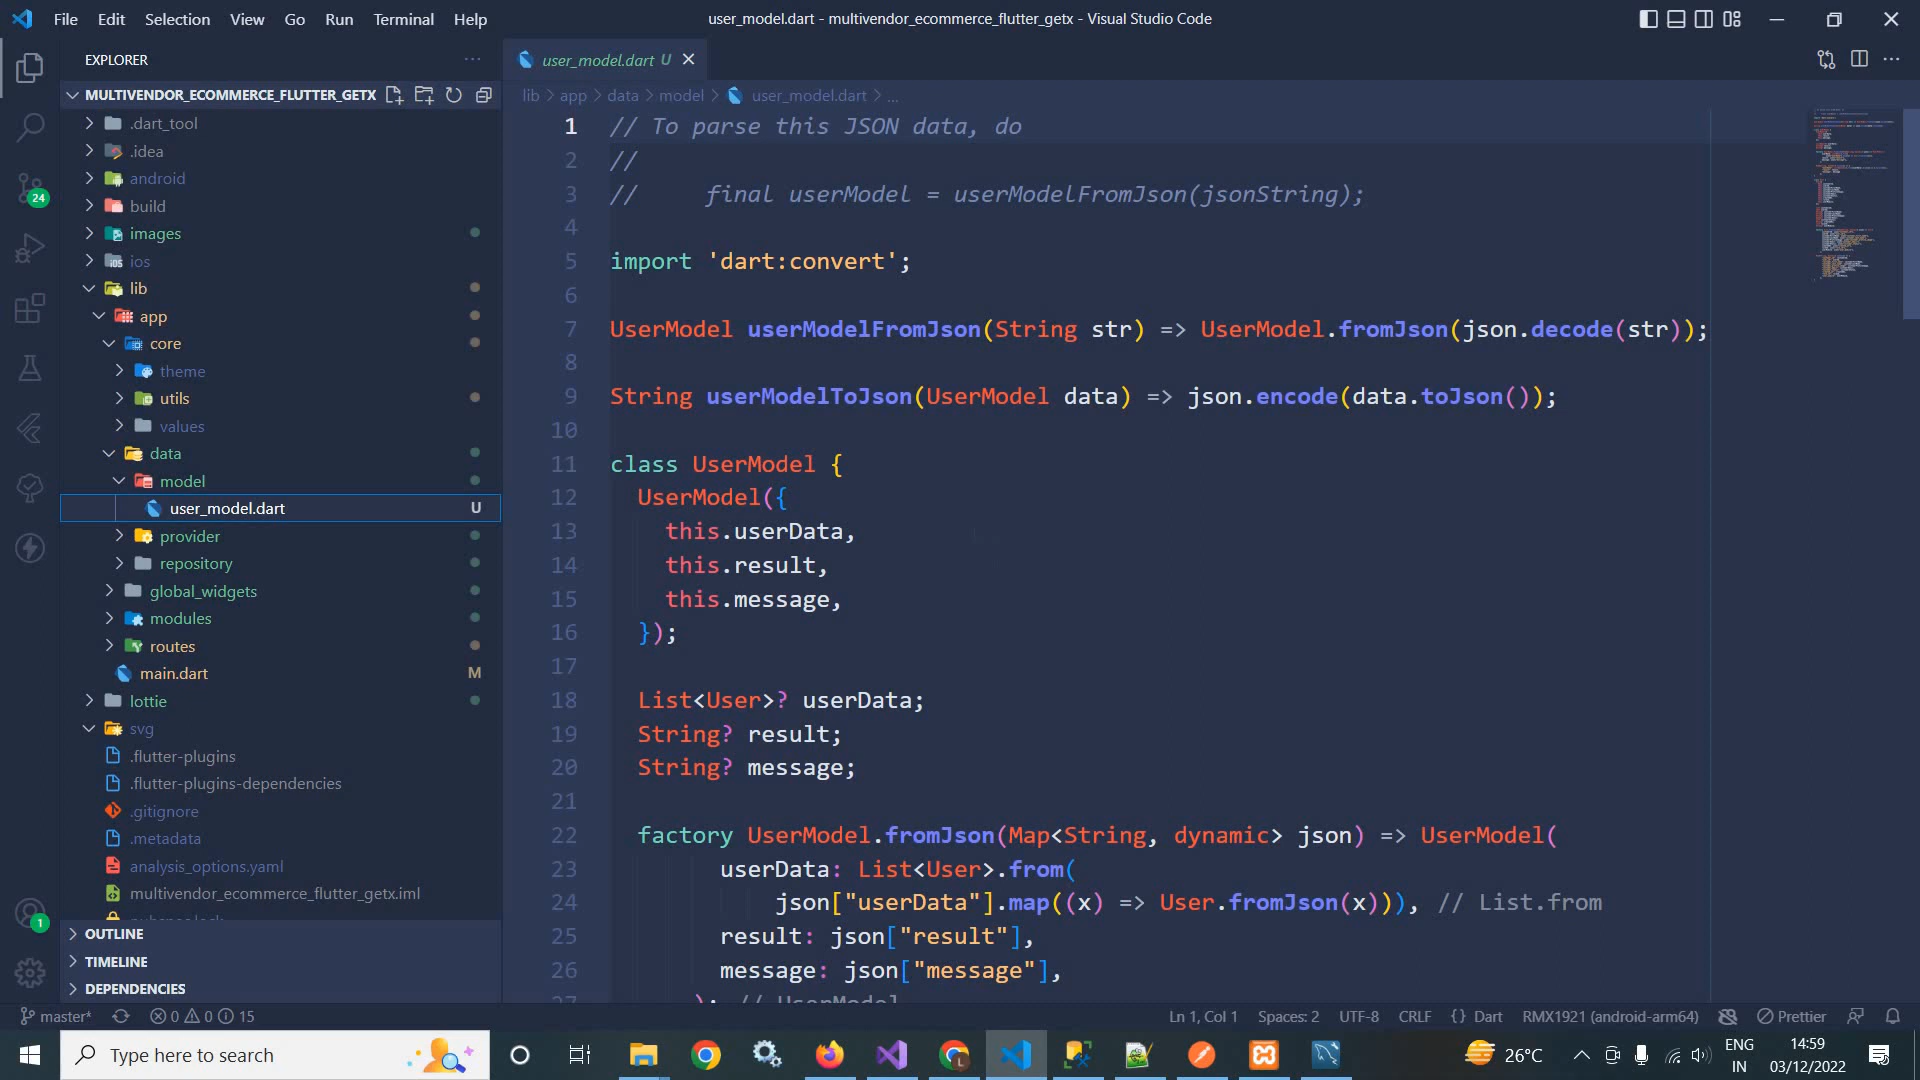 File Edit Selection View Go Run Terminal Help
user_model.dart - multivendor_ecommerce_flutter_getx - Visual Studio Code
EXPLORER
MULTIVENDOR_ECOMMERCE_FLUTTER_GETX
.dart_tool
.idea
android
build
images
ios
lib
app
core
theme
utils
values
data
model
user_model.dart U
provider
repository
global_widgets
modules
routes
main.dart M
lottie
svg
.flutter-plugins
.flutter-plugins-dependencies
.gitignore
.metadata
analysis_options.yaml
multivendor_ecommerce_flutter_getx.iml
OUTLINE
TIMELINE
DEPENDENCIES
24
1
user_model.dart U
lib > app > data > model > user_model.dart > ...
1 // To parse this JSON data, do
2 //
3 //     final userModel = userModelFromJson(jsonString);
4
5 import 'dart:convert';
6
7 UserModel userModelFromJson(String str) => UserModel.fromJson(json.decode(str));
8
9 String userModelToJson(UserModel data) => json.encode(data.toJson());
10
11 class UserModel {
12 UserModel({
13 this.userData,
14 this.result,
15 this.message,
16 });
17
18 List<User>? userData;
19 String? result;
20 String? message;
21
22 factory UserModel.fromJson(Map<String, dynamic> json) => UserModel(
23 userData: List<User>.from(
24 json["userData"].map((x) => User.fromJson(x))), // List.from
25 result: json["result"],
26 message: json["message"],
27 ); // UserModel
master* 0 0 15
Ln 1, Col 1 Spaces: 2 UTF-8 CRLF {} Dart RMX1921 (android-arm64) Prettier
Type here to search
26°C
ENG
IN
14:59
03/12/2022